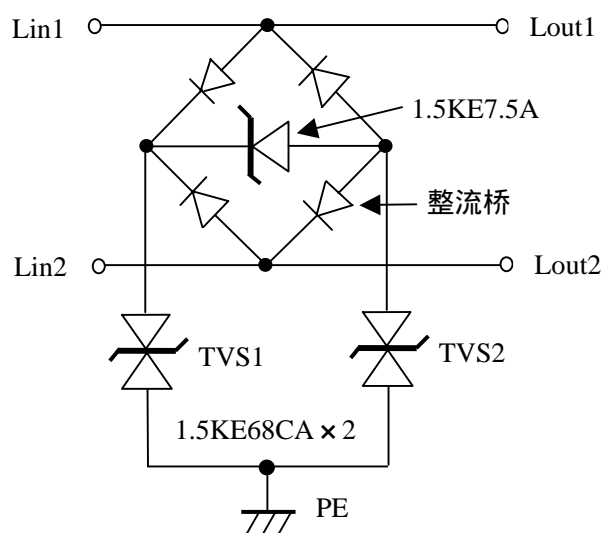 Lin1
Lout1
1.5KE7.5A
整流桥
Lin2
Lout2
TVS1
TVS2
1.5KE68CA×2
PE